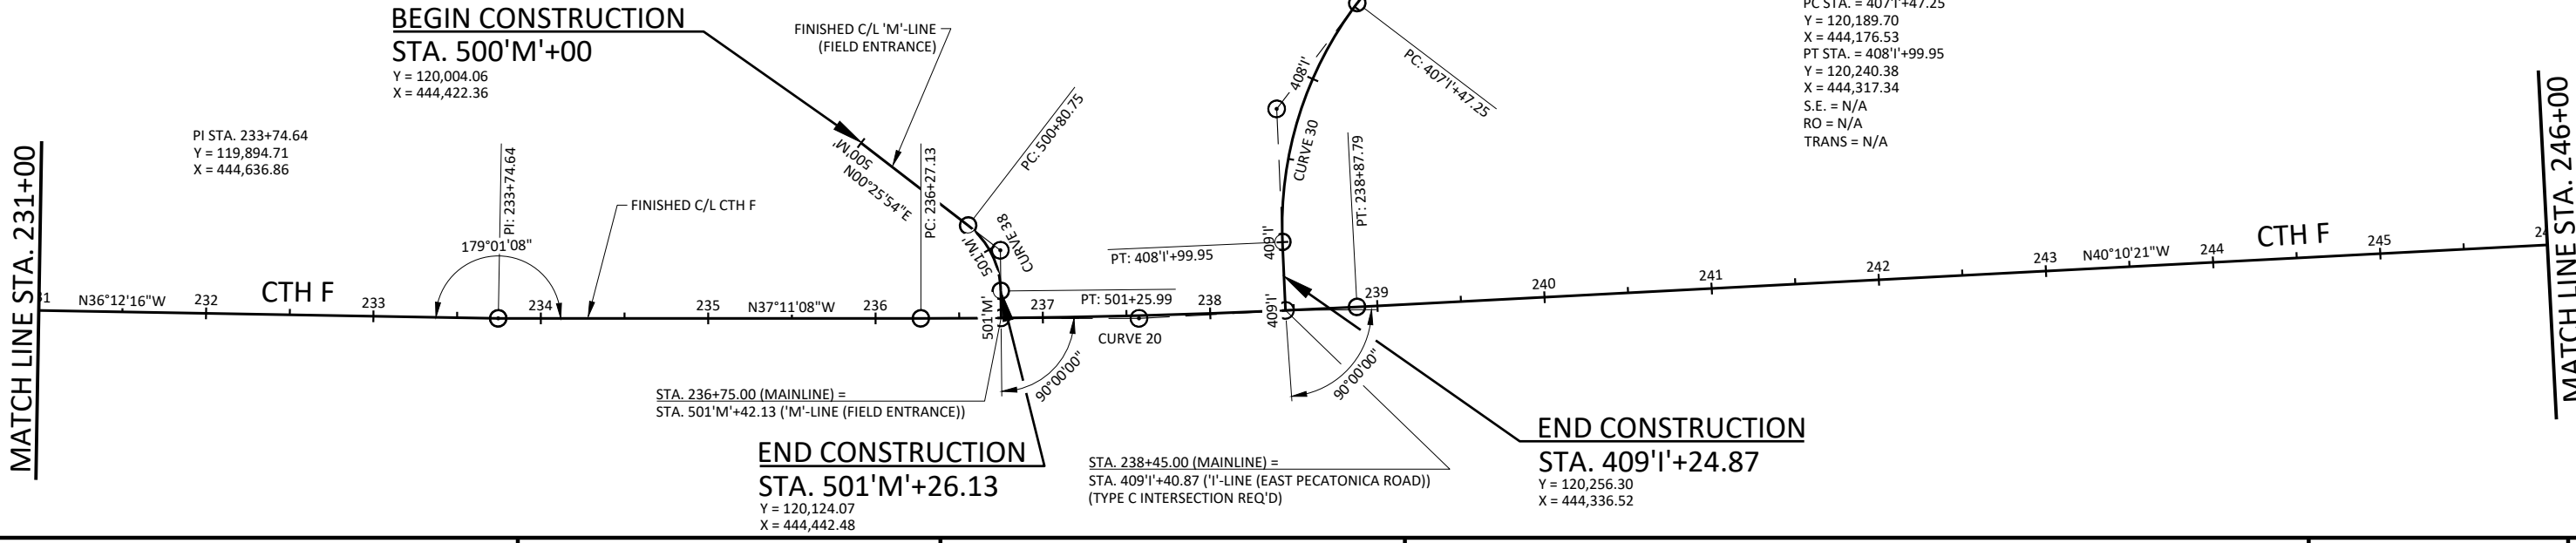 BEGIN CONSTRUCTION
STA. 500'M'+00
Y = 120,004.06
X = 444,422.36
FINISHED C/L 'M'-LINE
(FIELD ENTRANCE)
PC STA. = 407'I'+47.25
Y = 120,189.70
X = 444,176.53
PT STA. = 408'I'+99.95
Y = 120,240.38
X = 444,317.34
S.E. = N/A
RO = N/A
TRANS = N/A
PI STA. 233+74.64
Y = 119,894.71
X = 444,636.86
MATCH LINE STA. 231+00
PI: 233+74.64
179°01'08"
FINISHED C/L CTH F
500'M'
N00°25'54"E
PC: 236+27.13
PC: 500+80.75
CURVE 38
501'M'
408'I'
PC: 407'I'+47.25
CURVE 30
PT: 238+87.79
409'I'
PT: 408'I'+99.95
PT: 501+25.99
N36°12'16"W
232
CTH F
233
234
235
N37°11'08"W
236
501'M'
237
238
409'I'
239
240
241
242
243
N40°10'21"W
244
CTH F
245
MATCH LINE STA. 246+00
CURVE 20
90°00'00"
90°00'00"
STA. 236+75.00 (MAINLINE) =
STA. 501'M'+42.13 ('M'-LINE (FIELD ENTRANCE))
END CONSTRUCTION
STA. 501'M'+26.13
Y = 120,124.07
X = 444,442.48
STA. 238+45.00 (MAINLINE) =
STA. 409'I'+40.87 ('I'-LINE (EAST PECATONICA ROAD))
(TYPE C INTERSECTION REQ'D)
END CONSTRUCTION
STA. 409'I'+24.87
Y = 120,256.30
X = 444,336.52